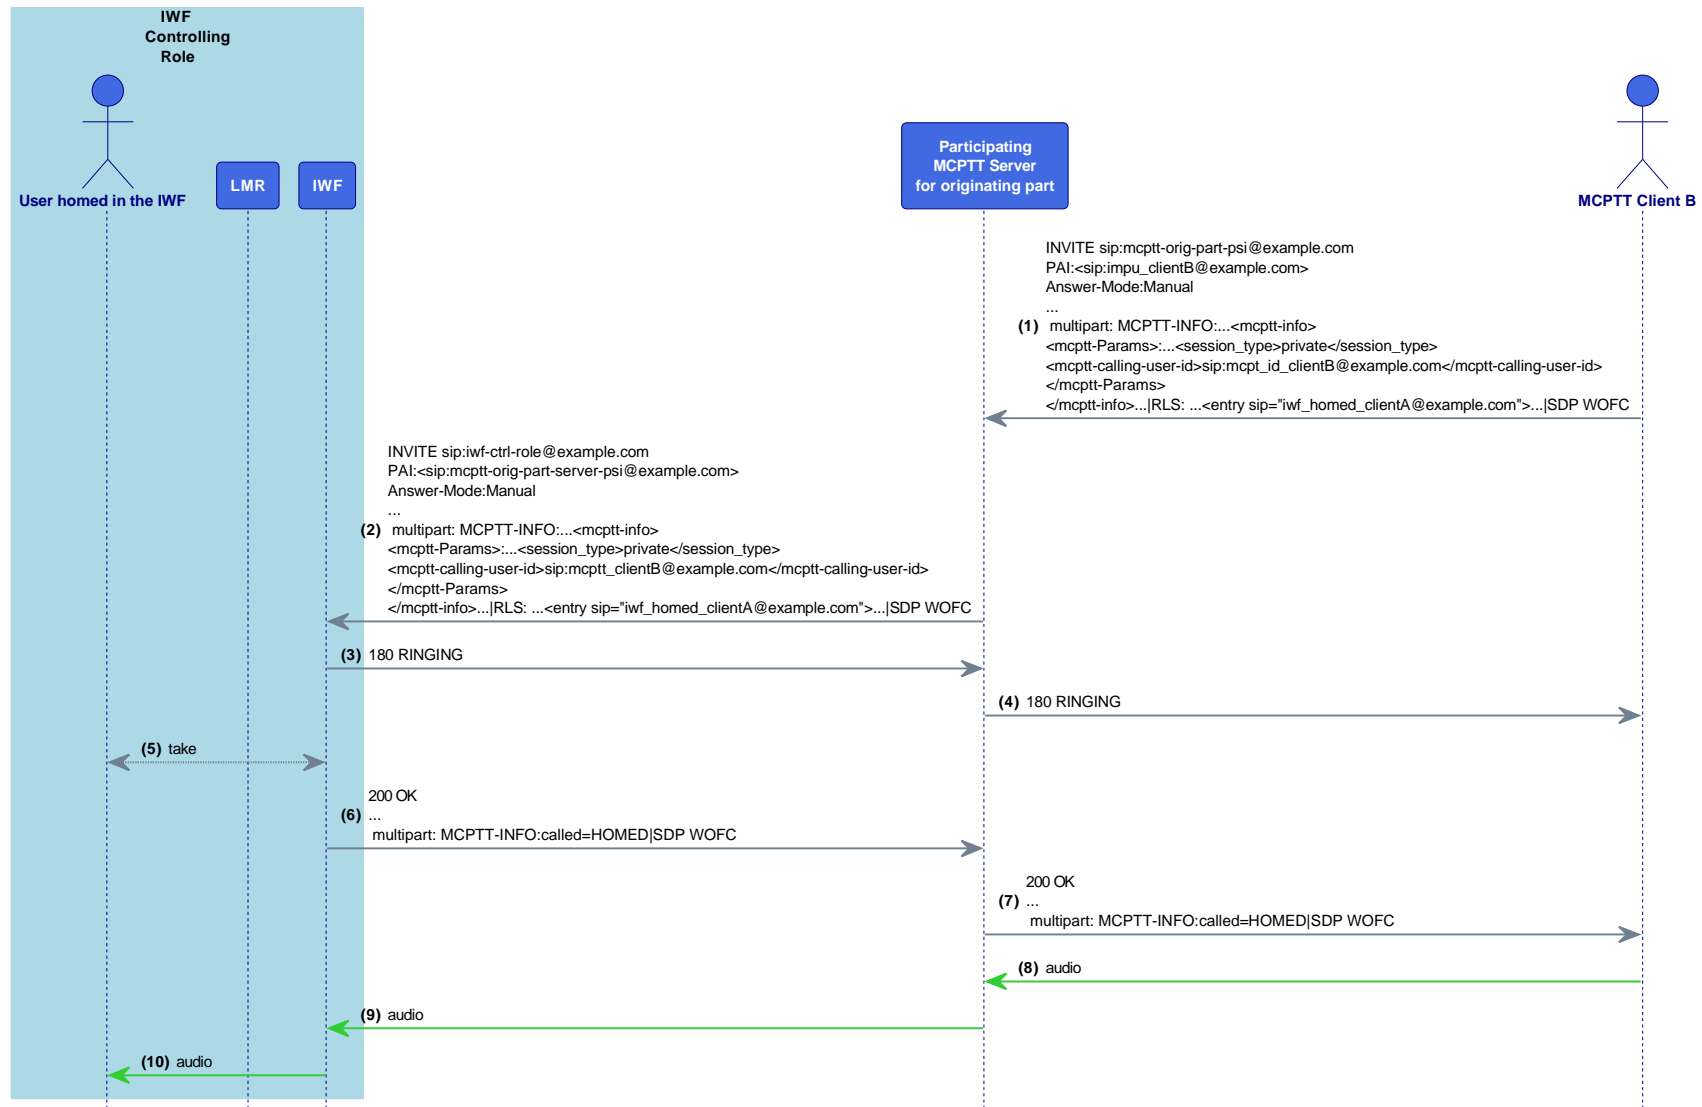 IWF
Controlling
Role
User homed in the IWF
LMR
IWF
Participating
MCPTT Server
for originating part
MCPTT Client B
INVITE sip:mcptt-orig-part-psi@example.com
PAI:<sip:impu_clientB@example.com>
Answer-Mode:Manual
...
(1) multipart: MCPTT-INFO:...<mcptt-info>
<mcptt-Params>:...<session_type>private</session_type>
<mcptt-calling-user-id>sip:mcpt_id_clientB@example.com</mcptt-calling-user-id>
</mcptt-Params>
</mcptt-info>...|RLS: ...<entry sip="iwf_homed_clientA@example.com">...|SDP WOFC
INVITE sip:iwf-ctrl-role@example.com
PAI:<sip:mcptt-orig-part-server-psi@example.com>
Answer-Mode:Manual
...
(2) multipart: MCPTT-INFO:...<mcptt-info>
<mcptt-Params>:...<session_type>private</session_type>
<mcptt-calling-user-id>sip:mcptt_clientB@example.com</mcptt-calling-user-id>
</mcptt-Params>
</mcptt-info>...|RLS: ...<entry sip="iwf_homed_clientA@example.com">...|SDP WOFC
(3) 180 RINGING
(4) 180 RINGING
(5) take
200 OK
(6) ...
multipart: MCPTT-INFO:called=HOMED|SDP WOFC
200 OK
(7) ...
multipart: MCPTT-INFO:called=HOMED|SDP WOFC
(8) audio
(9) audio
(10) audio